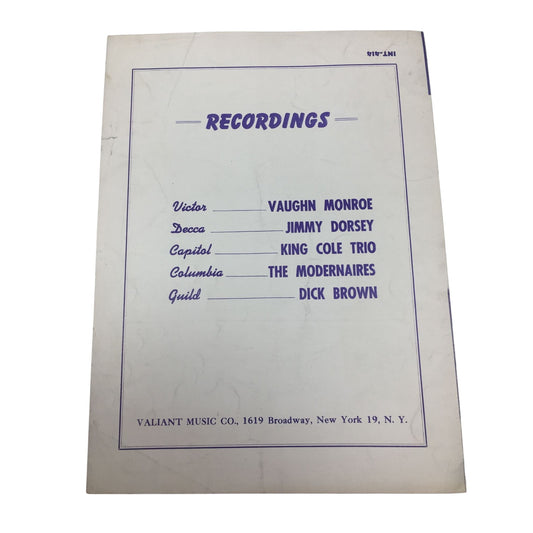 INT.-418
RECORDINGS
Victor VAUGHN MONROE
Decca JIMMY DORSEY
Capitol KING COLE TRIO
Columbia THE MODERNAIRES
Guild DICK BROWN
VALIANT MUSIC CO., 1619 Broadway, New York 19, N. Y.